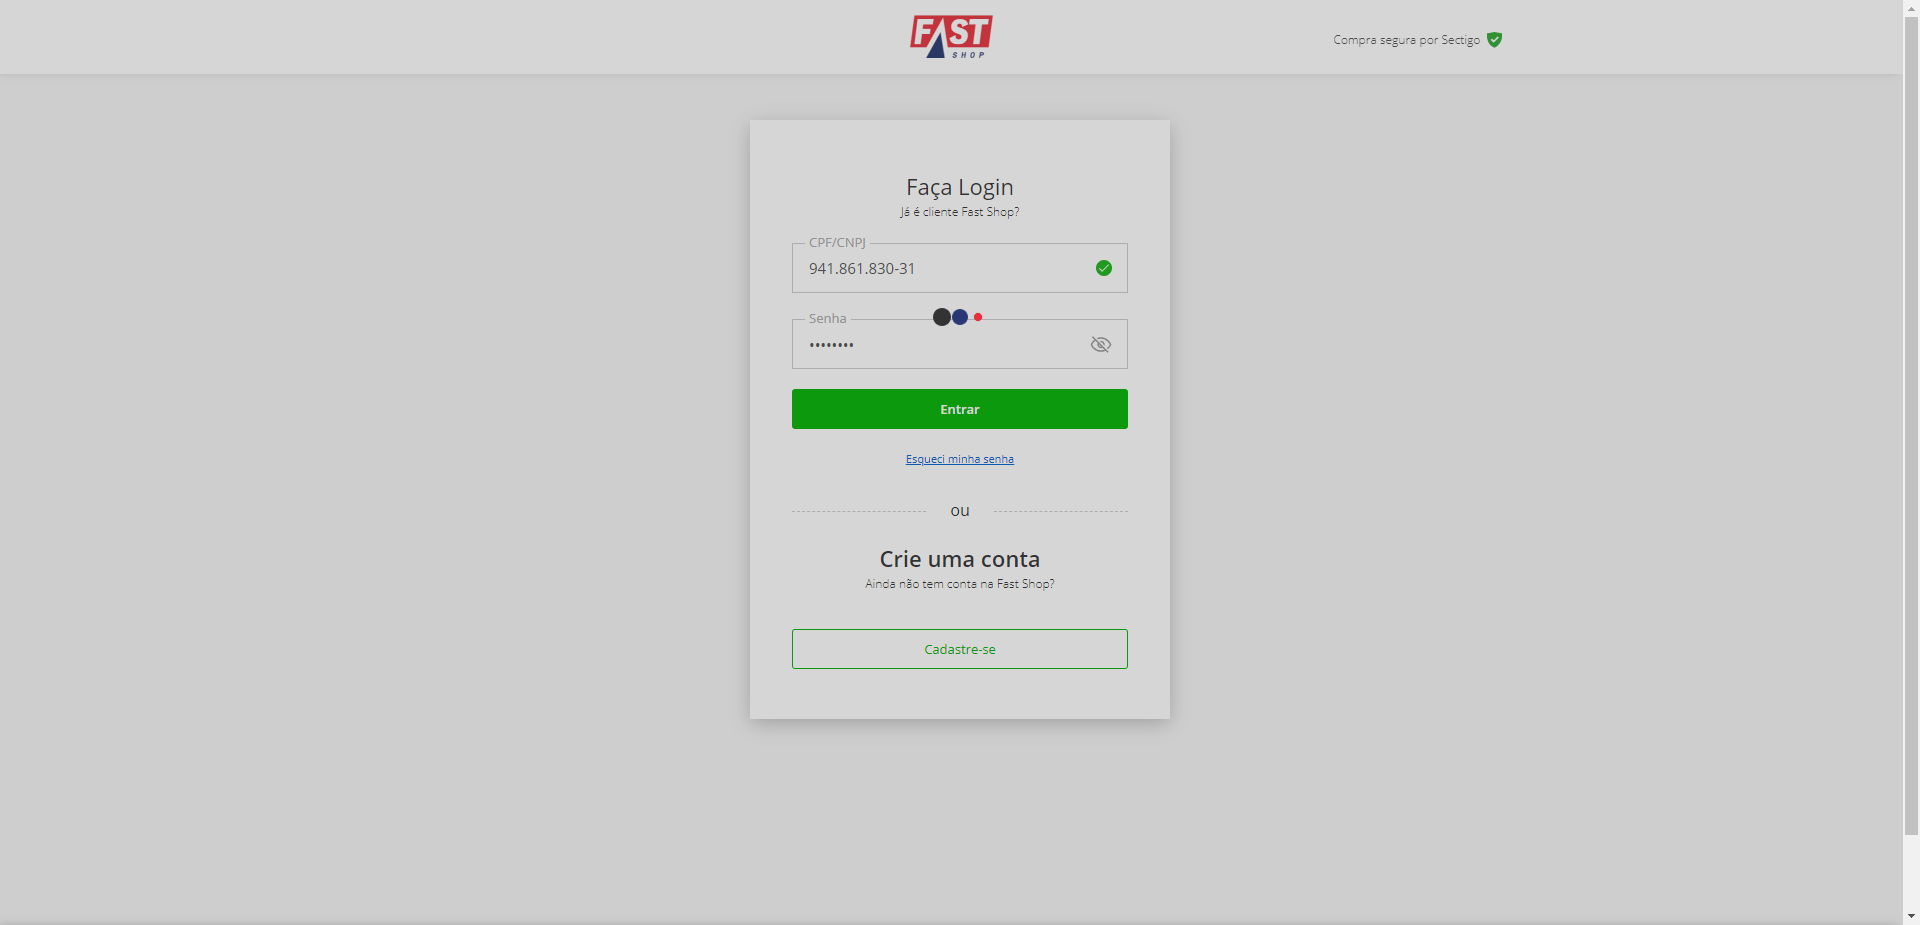 FAST
SHOP
Compra segura por Sectigo
Faça Login
Já é cliente Fast Shop?
CPF/CNPJ
941.861.830-31
Senha
••••••••
Entrar
Esqueci minha senha
ou
Crie uma conta
Ainda não tem conta na Fast Shop?
Cadastre-se